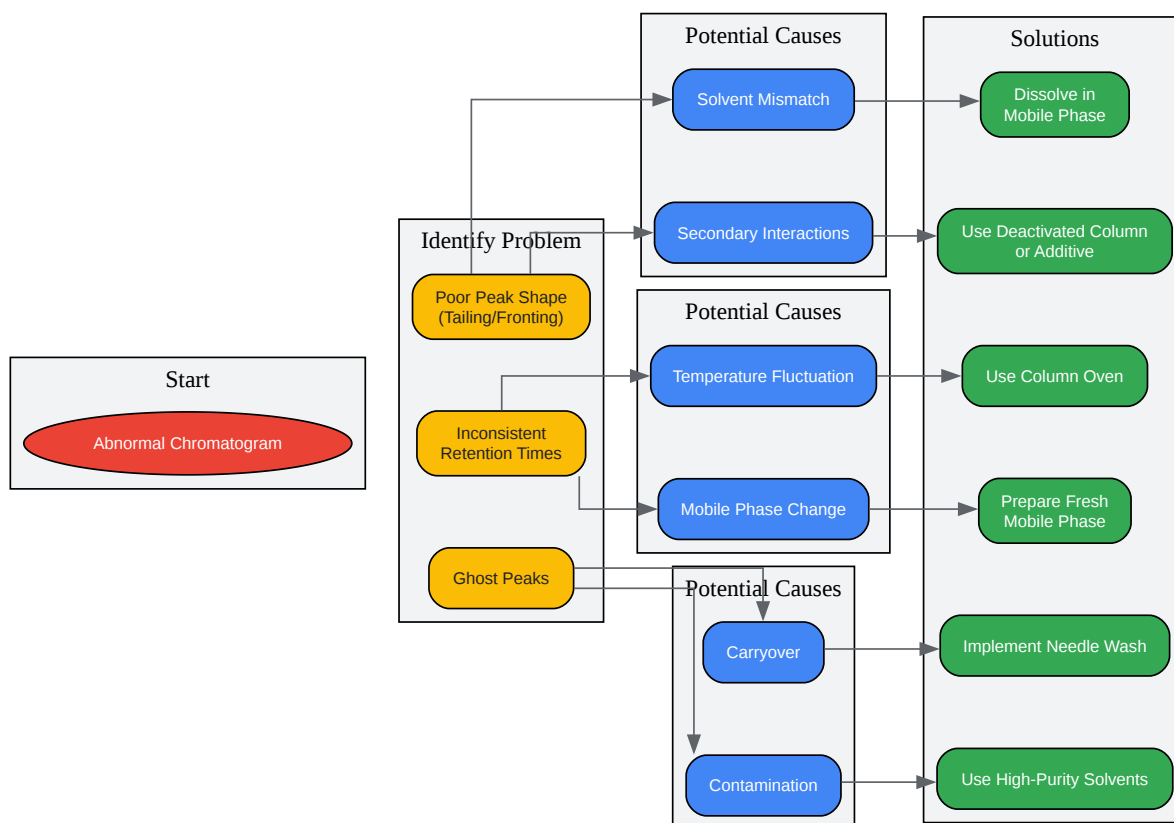 Start
Abnormal Chromatogram
Identify Problem
Poor Peak Shape
(Tailing/Fronting)
Inconsistent
Retention Times
Ghost Peaks
Potential Causes
Solvent Mismatch
Secondary Interactions
Potential Causes
Temperature Fluctuation
Mobile Phase Change
Potential Causes
Carryover
Contamination
Solutions
Dissolve in
Mobile Phase
Use Deactivated Column
or Additive
Use Column Oven
Prepare Fresh
Mobile Phase
Implement Needle Wash
Use High-Purity Solvents